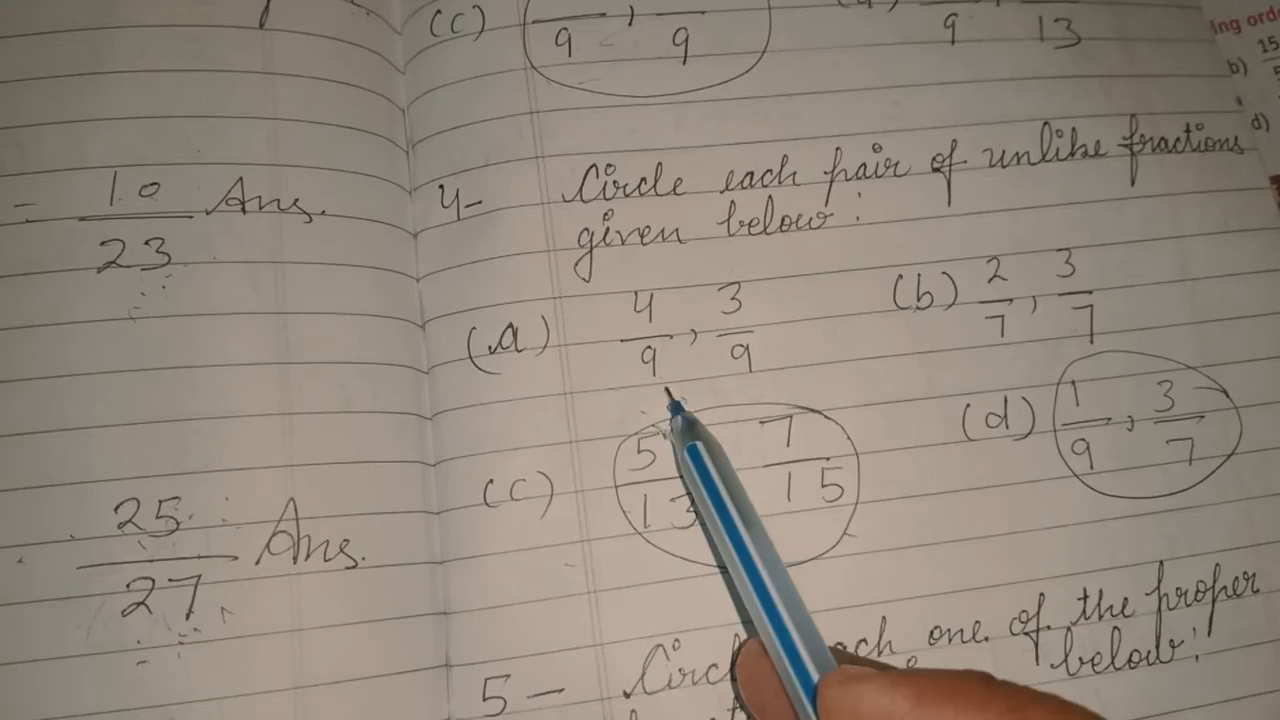 (c) 9 , 9
9 13
ing ord
b) 15
d)
= 10/23 Ans.
4- Circle each pair of unlike fractions
given below:
(a) 4/9, 3/9 (b) 2/7, 3/7
(c) 5/13 7/15 (d) 1/9, 3/7
25/27 Ans.
5- one of the proper
below: